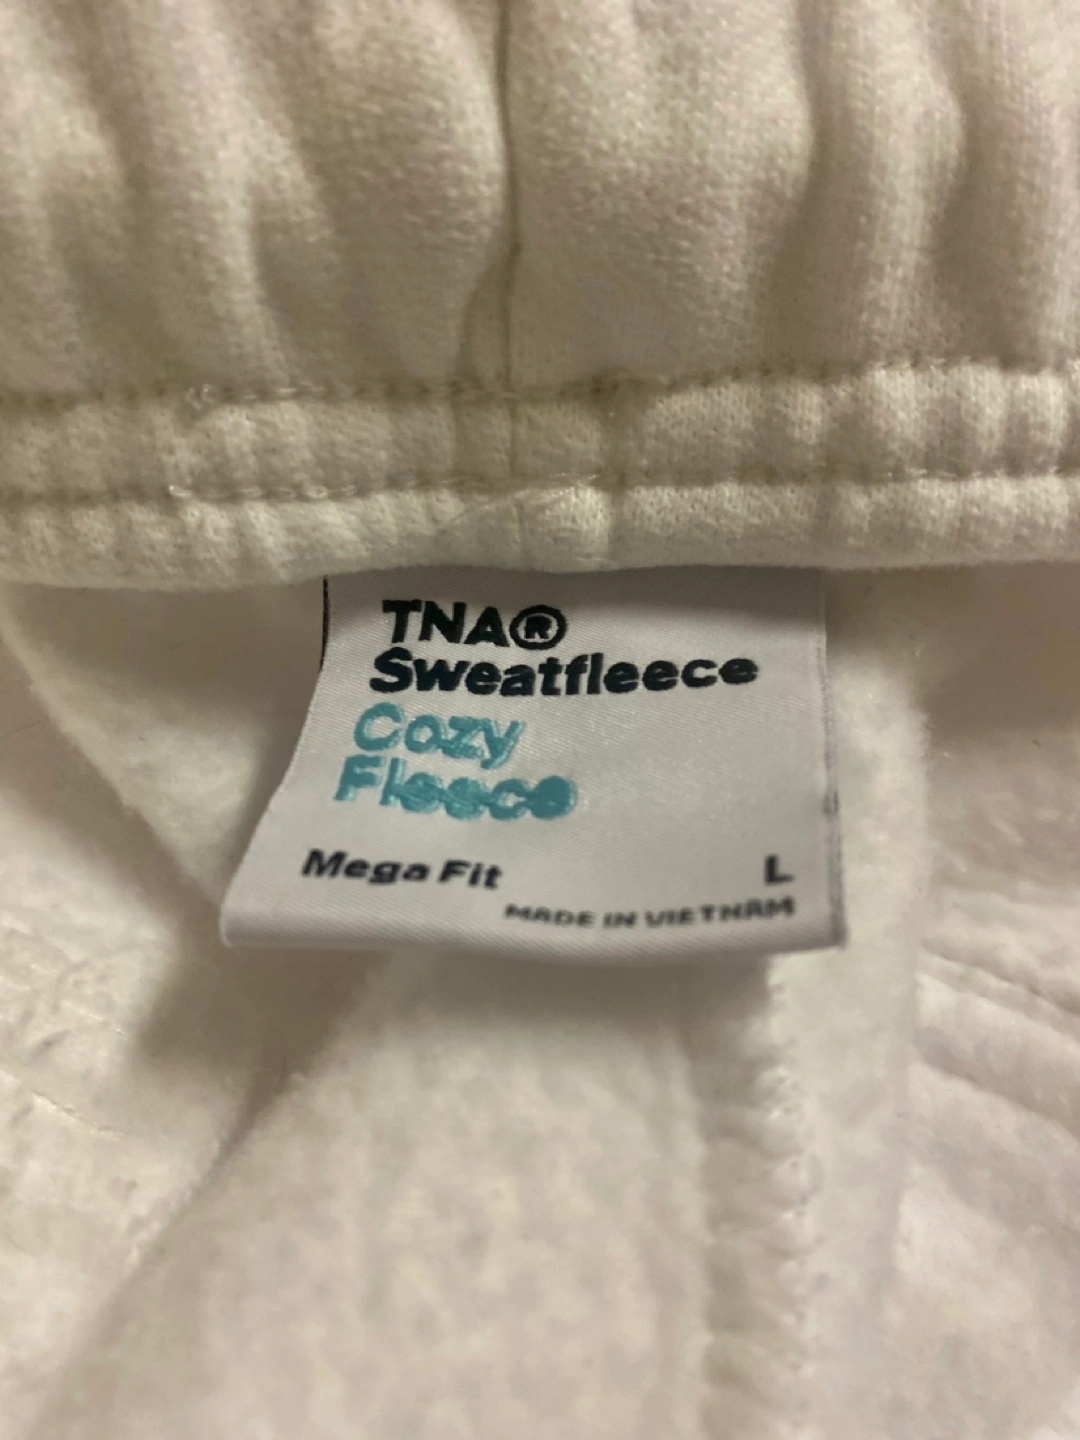 TNA®
Sweatfleece
Cozy
Fleece
Mega Fit
L
MADE IN VIETNAM